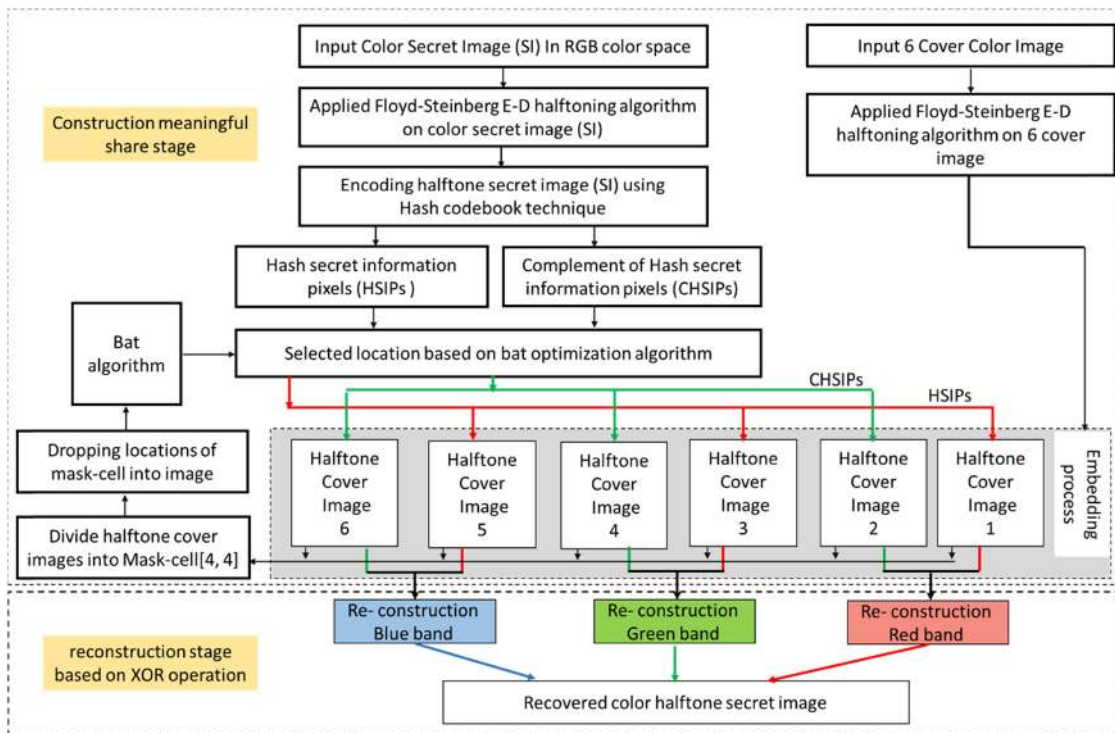 Input Color Secret Image (SI) In RGB color space
Input 6 Cover Color Image
Applied Floyd-Steinberg E-D halftoning algorithm
on color secret image (SI)
Applied Floyd-Steinberg E-D
halftoning algorithm on 6 cover
image
Construction meaningful
share stage
Encoding halftone secret image (SI) using
Hash codebook technique
Hash secret information
pixels (HSIPs )
Complement of Hash secret
information pixels (CHSIPs)
Bat
algorithm
Selected location based on bat optimization algorithm
CHSIPs
HSIPs
Dropping locations of
mask-cell into image
Divide halftone cover
images into Mask-cell[4, 4]
Halftone
Cover
Image
6
Halftone
Cover
Image
5
Halftone
Cover
Image
4
Halftone
Cover
Image
3
Halftone
Cover
Image
2
Halftone
Cover
Image
1
Embedding
process
Re- construction
Blue band
Re- construction
Green band
Re- construction
Red band
reconstruction stage
based on XOR operation
Recovered color halftone secret image